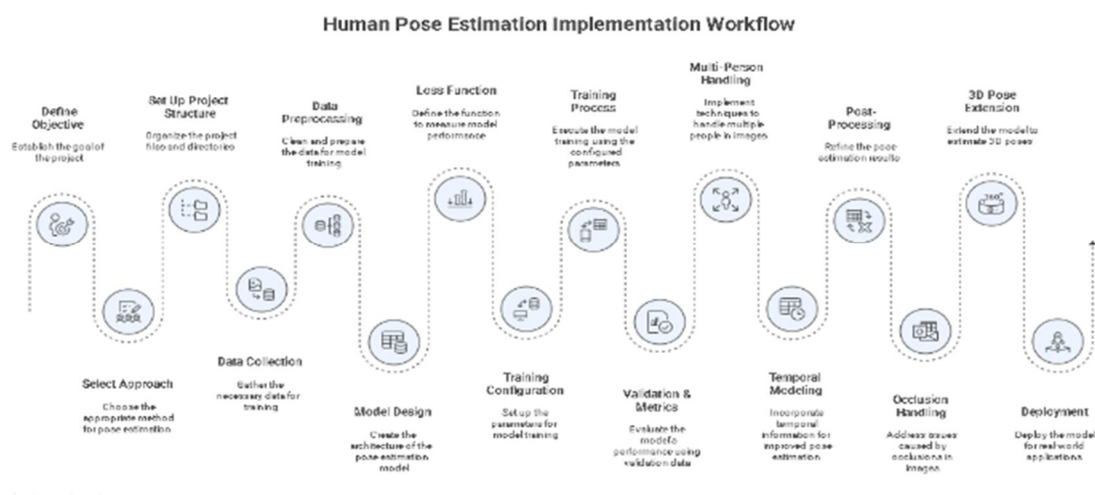 Human Pose Estimation Implementation Workflow
Define
Objective
Establish the goal of
the project
Select Approach
Choose the
appropriate method
for pose estimation
Set Up Project
Structure
Organize the project
files and directories
Data Collection
Gather the
necessary data for
training
Data
Preprocessing
Clean and prepare
the data for model
training
Model Design
Create the
architecture of the
pose estimation
model
Loss Function
Define the function
to measure model
performance
Training
Configuration
Set up the
parameters for
model training
Training
Process
Execute the model
training using the
configured
parameters
Validation &
Metrics
Evaluate the
model's
performance using
validation data
Multi-Person
Handling
Implement
techniques to
handle multiple
people in images
Temporal
Modeling
Incorporate
temporal
information for
improved pose
estimation
Post-
Processing
Refine the pose
estimation results
Occlusion
Handling
Address issues
caused by
occlusions in
images
3D Pose
Extension
Extend the model to
estimate 3D poses
360°
Deployment
Deploy the model
for real-world
applications